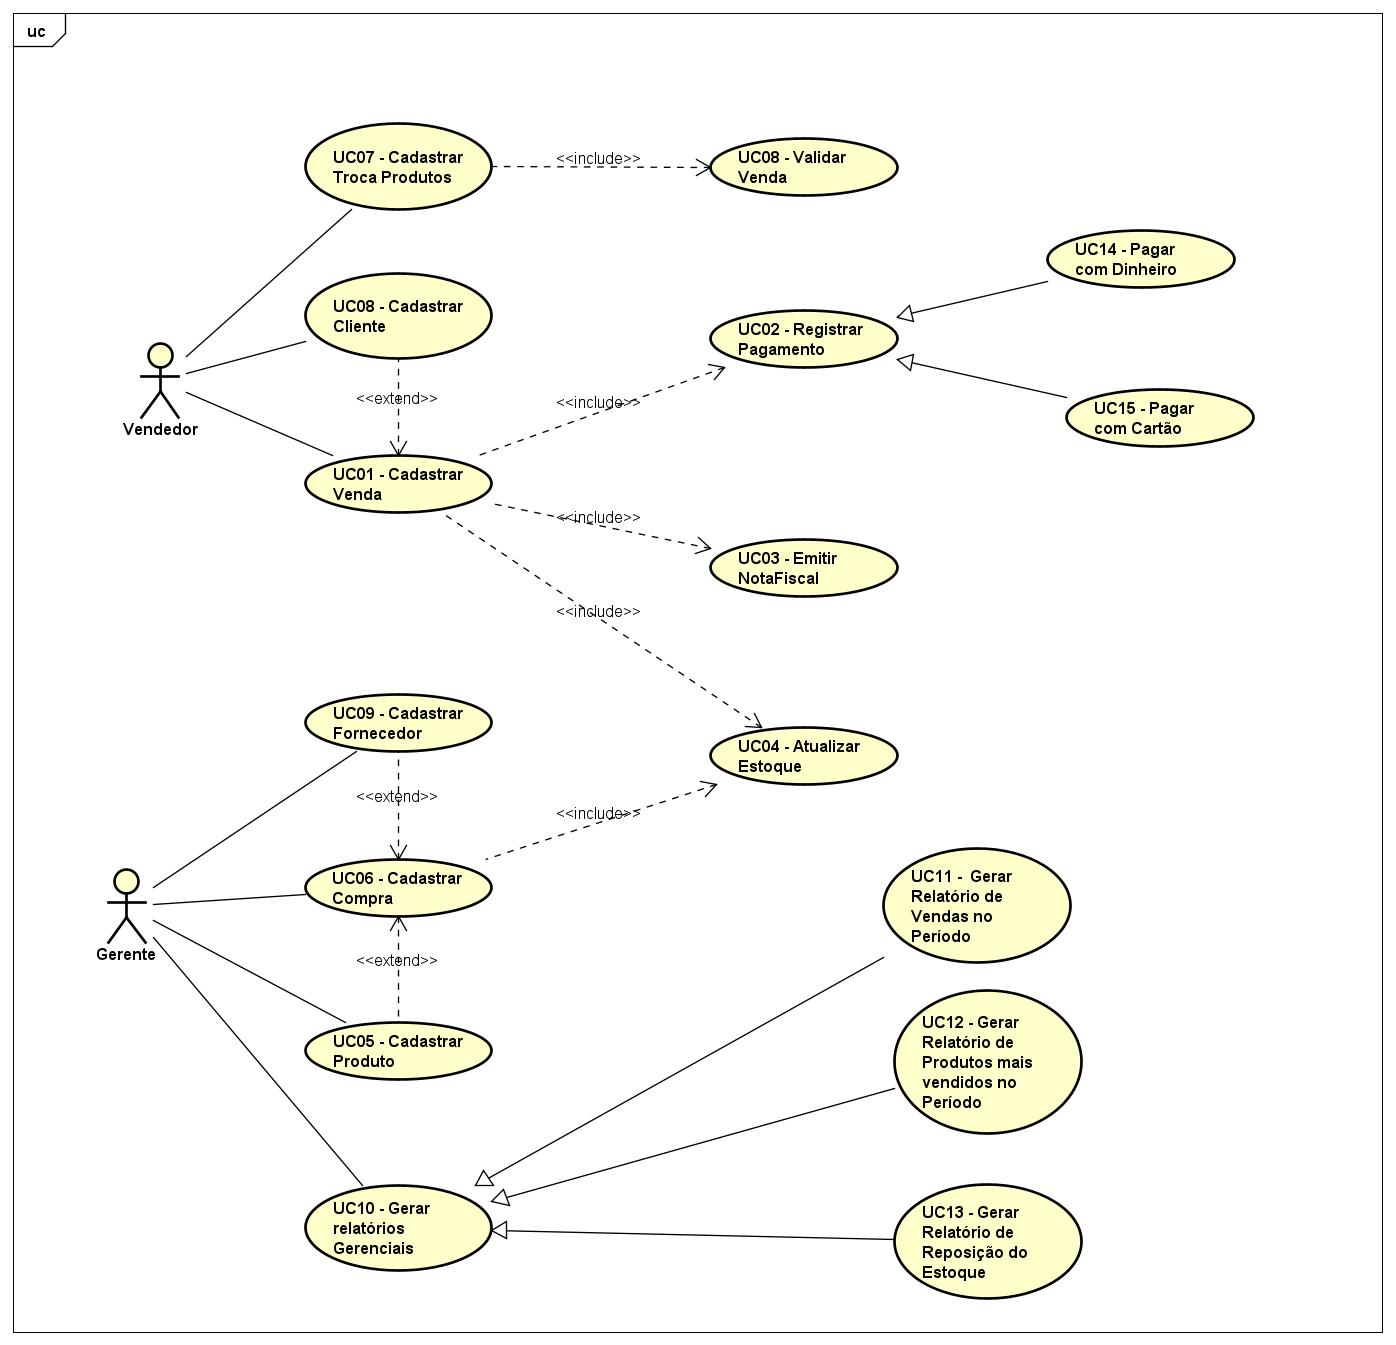 uc
UC07 - Cadastrar
Troca Produtos
<<include>>
UC08 - Validar
Venda
UC14 - Pagar
com Dinheiro
UC08 - Cadastrar
Cliente
UC02 - Registrar
Pagamento
<<extend>>
<<include>>
UC15 - Pagar
com Cartão
Vendedor
UC01 - Cadastrar
Venda
<<include>>
UC03 - Emitir
NotaFiscal
<<include>>
UC09 - Cadastrar
Fornecedor
UC04 - Atualizar
Estoque
<<extend>>
<<include>>
UC06 - Cadastrar
Compra
UC11 -  Gerar
Relatório de
Vendas no
Período
Gerente
<<extend>>
UC05 - Cadastrar
Produto
UC12 - Gerar
Relatório de
Produtos mais
vendidos no
Período
UC10 - Gerar
relatórios
Gerenciais
UC13 - Gerar
Relatório de
Reposição do
Estoque